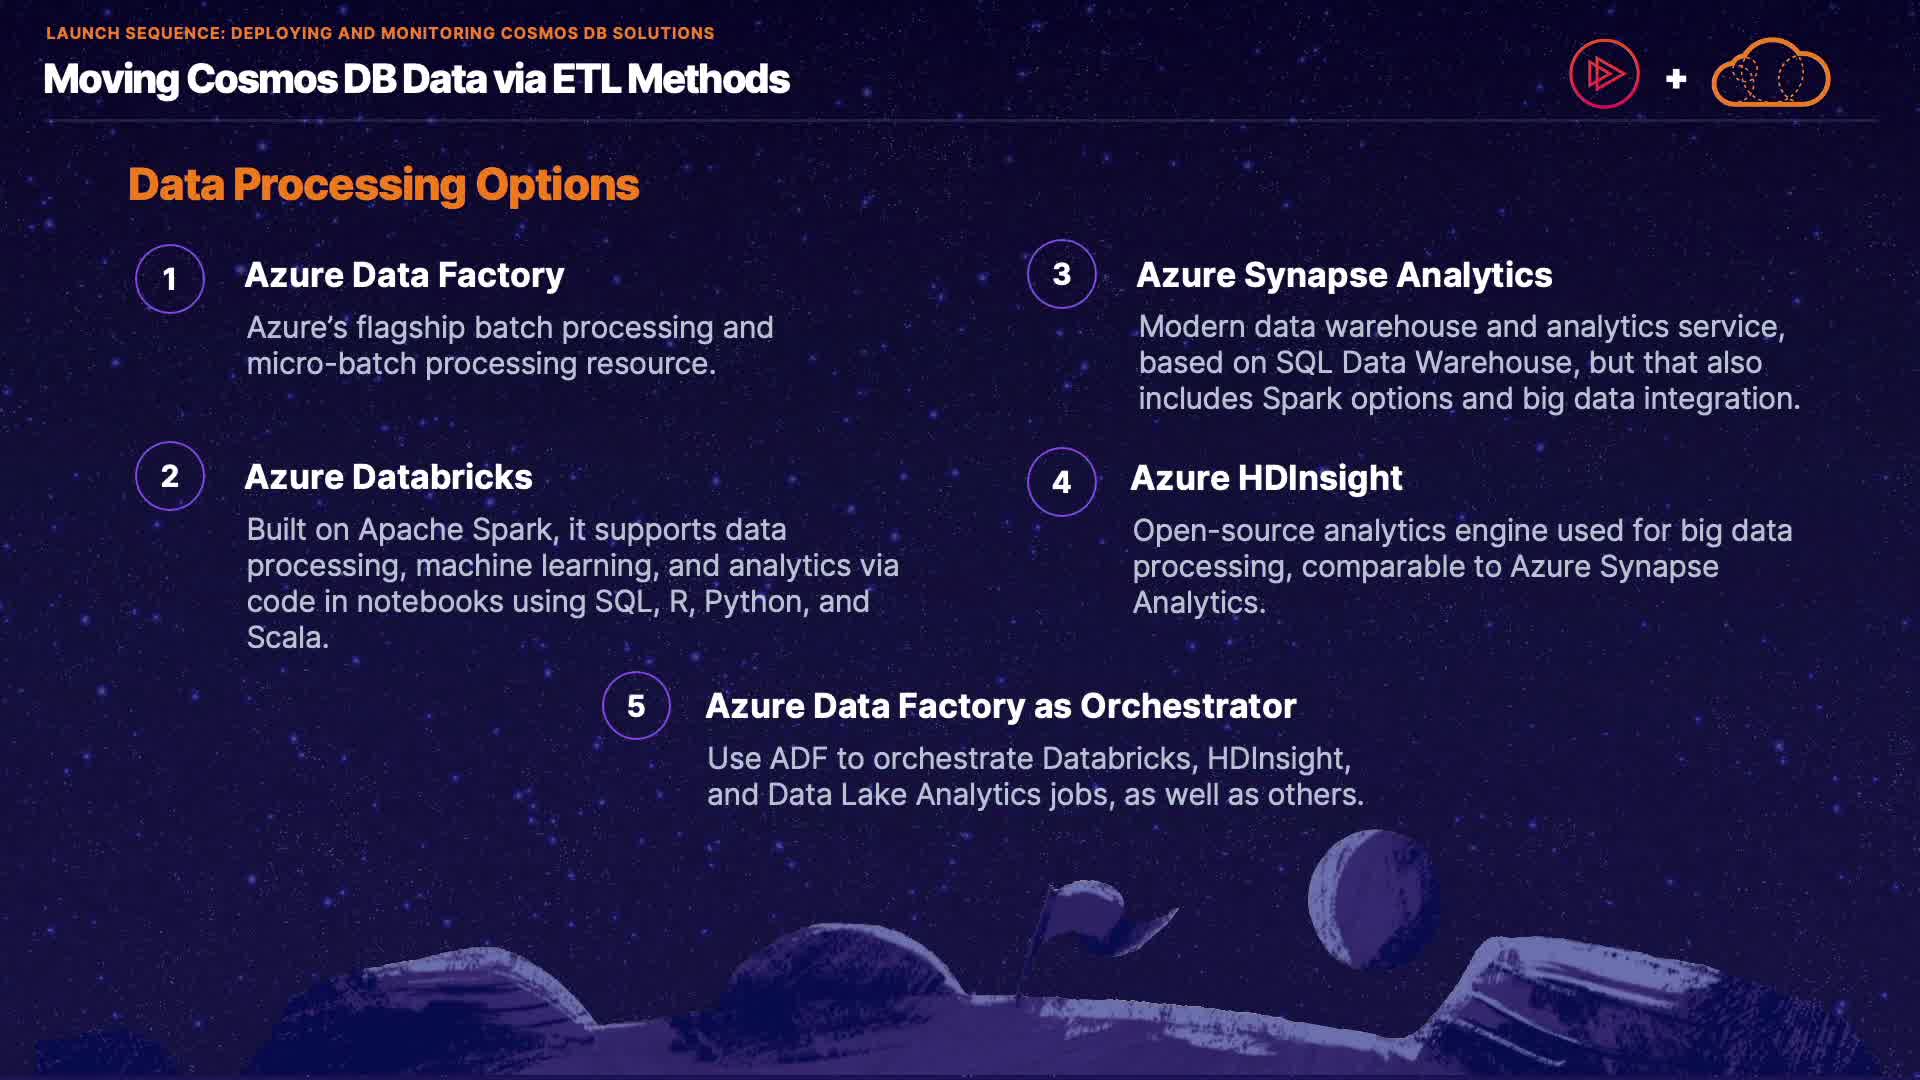 LAUNCH SEQUENCE: DEPLOYING AND MONITORING COSMOS DB SOLUTIONS
Moving Cosmos DB Data via ETL Methods
+
Data Processing Options
1
Azure Data Factory
Azure’s flagship batch processing and
micro-batch processing resource.
2
Azure Databricks
Built on Apache Spark, it supports data
processing, machine learning, and analytics via
code in notebooks using SQL, R, Python, and
Scala.
3
Azure Synapse Analytics
Modern data warehouse and analytics service,
based on SQL Data Warehouse, but that also
includes Spark options and big data integration.
4
Azure HDInsight
Open-source analytics engine used for big data
processing, comparable to Azure Synapse
Analytics.
5
Azure Data Factory as Orchestrator
Use ADF to orchestrate Databricks, HDInsight,
and Data Lake Analytics jobs, as well as others.